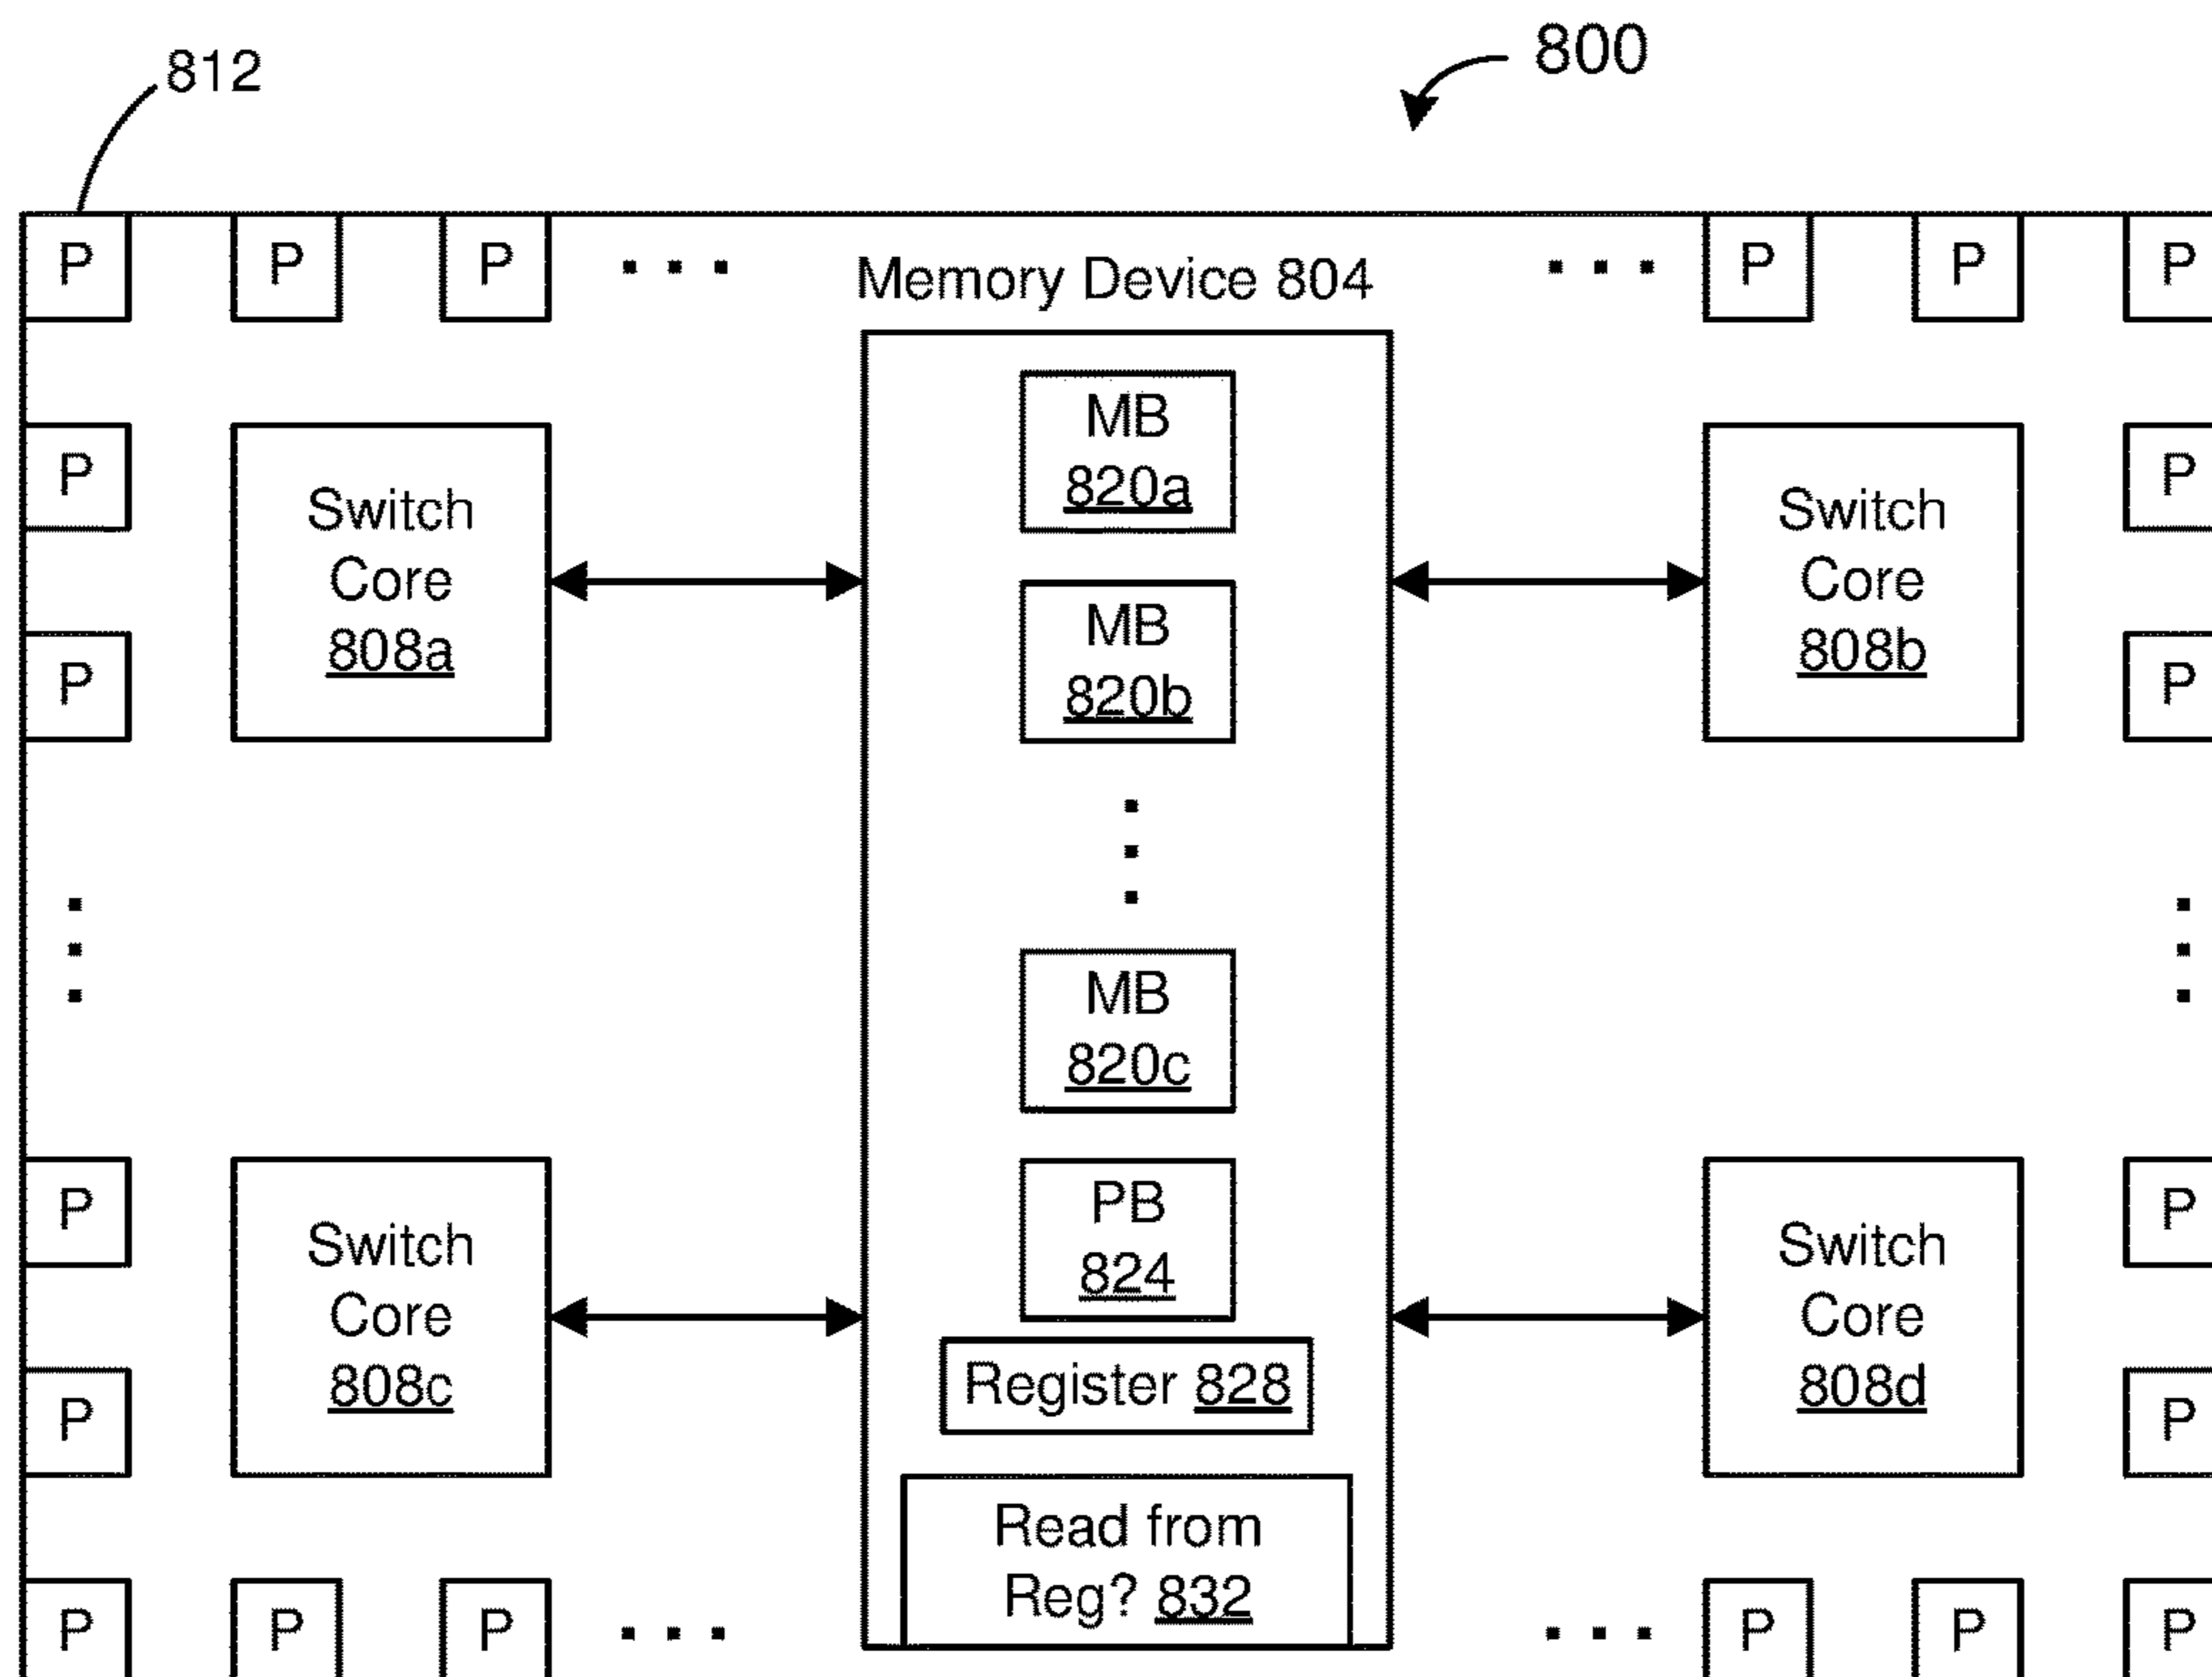 800
812
P P P ... Memory Device 804 ... P P P
MB
820a
P P
Switch
Core
808a
Switch
Core
808b
MB
820b
P P
MB
820c
P P
PB
824
Switch
Core
808c
Switch
Core
808d
Register 828
P P
Read from
Reg? 832
P P P ... ... P P P